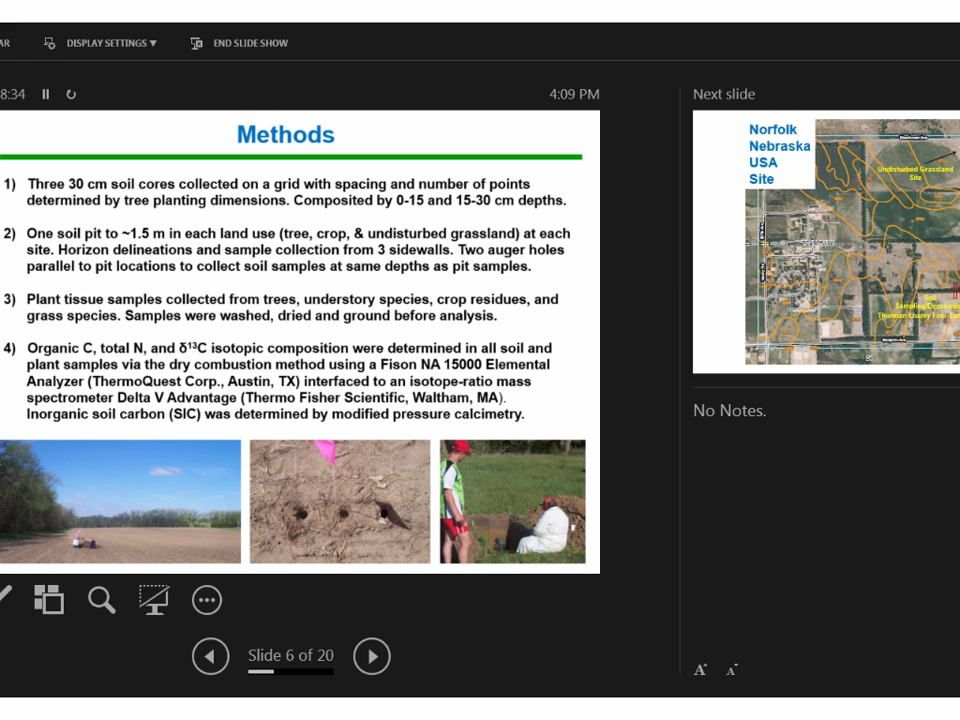 AR
DISPLAY SETTINGS ▼
END SLIDE SHOW
8:34
4:09 PM
Next slide
Methods
1) Three 30 cm soil cores collected on a grid with spacing and number of points
determined by tree planting dimensions. Composited by 0-15 and 15-30 cm depths.
2) One soil pit to ~1.5 m in each land use (tree, crop, & undisturbed grassland) at each
site. Horizon delineations and sample collection from 3 sidewalls. Two auger holes
parallel to pit locations to collect soil samples at same depths as pit samples.
3) Plant tissue samples collected from trees, understory species, crop residues, and
grass species. Samples were washed, dried and ground before analysis.
4) Organic C, total N, and δ¹³C isotopic composition were determined in all soil and
plant samples via the dry combustion method using a Fison NA 15000 Elemental
Analyzer (ThermoQuest Corp., Austin, TX) interfaced to an isotope-ratio mass
spectrometer Delta V Advantage (Thermo Fisher Scientific, Waltham, MA).
Inorganic soil carbon (SIC) was determined by modified pressure calcimetry.
Norfolk
Nebraska
USA
Site
Undisturbed Grassland
Site
Soil
Thurman Loamy Fine
No Notes.
Slide 6 of 20
A A